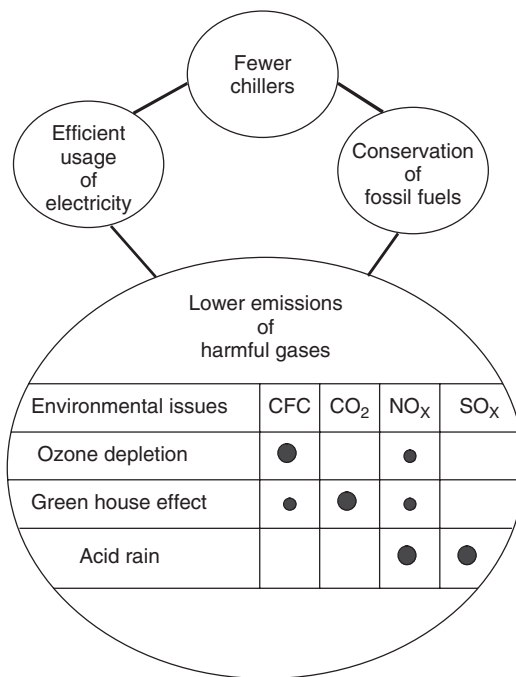 Fewer
chillers
Efficient
usage
of
electricity
Conservation
of
fossil fuels
Lower emissions
of
harmful gases
Environmental issues CFC CO₂ NOₓ SOₓ
Ozone depletion
Green house effect
Acid rain